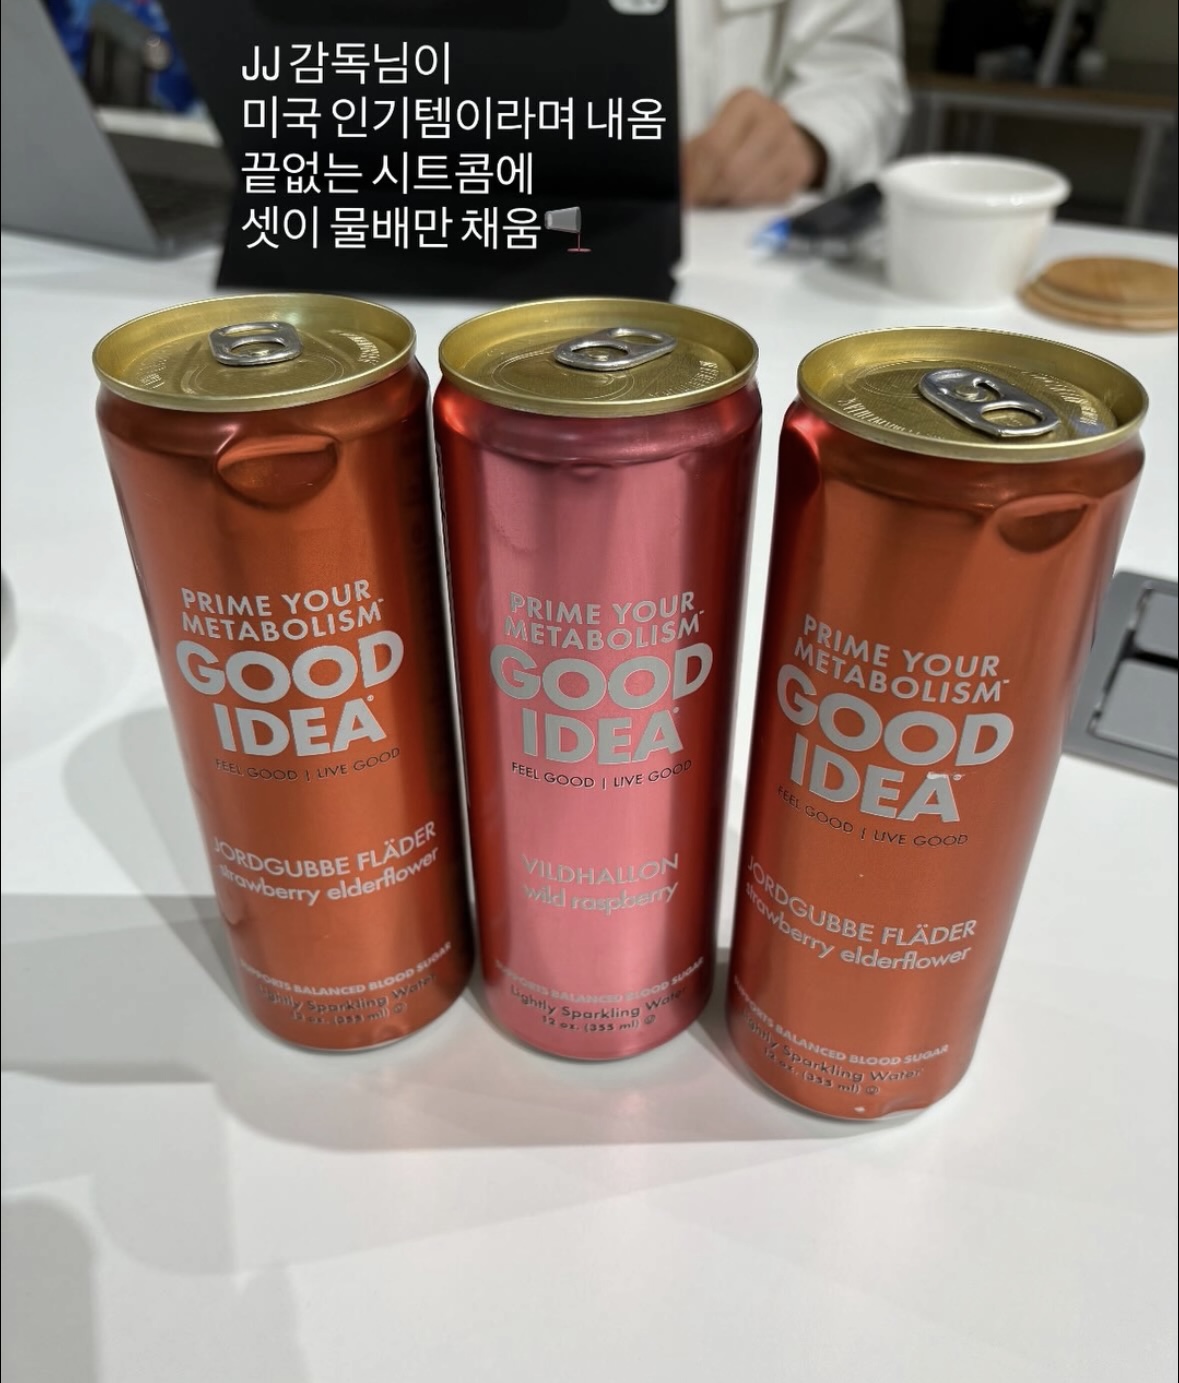 JJ 감독님이
미국 인기템이라며 내옴
끝없는 시트콤에
셋이 물배만 채움
PRIME YOUR
METABOLISM™
GOOD
IDEA®
FEEL GOOD | LIVE GOOD
JORDGUBBE FLÄDER
strawberry elderflower
SUPPORTS BALANCED BLOOD SUGAR
Lightly Sparkling Water
12 oz. (355 ml)
PRIME YOUR
METABOLISM™
GOOD
IDEA
FEEL GOOD | LIVE GOOD
VILDHALLON
wild raspberry
SUPPORTS BALANCED BLOOD SUGAR
Lightly Sparkling Water
12 oz. (355 ml)
PRIME YOUR
METABOLISM™
GOOD
IDEA®
FEEL GOOD | LIVE GOOD
JORDGUBBE FLÄDER
strawberry elderflower
SUPPORTS BALANCED BLOOD SUGAR
Lightly Sparkling Water
12 oz. (355 ml)